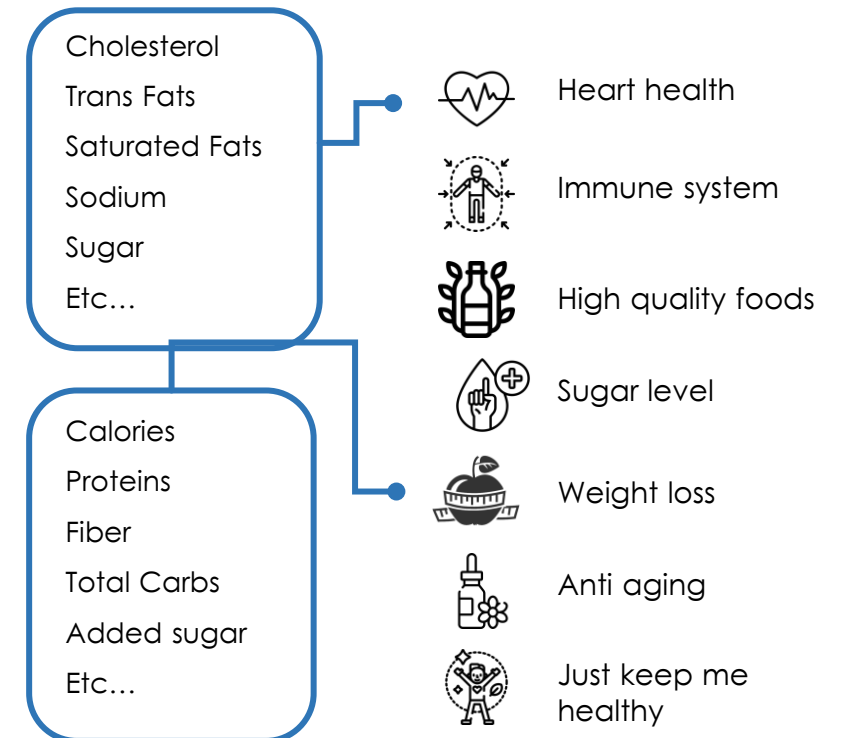 Cholesterol
Trans Fats
Saturated Fats
Sodium
Sugar
Etc…
Calories
Proteins
Fiber
Total Carbs
Added sugar
Etc…
Heart health
Immune system
High quality foods
Sugar level
Weight loss
Anti aging
Just keep me
healthy